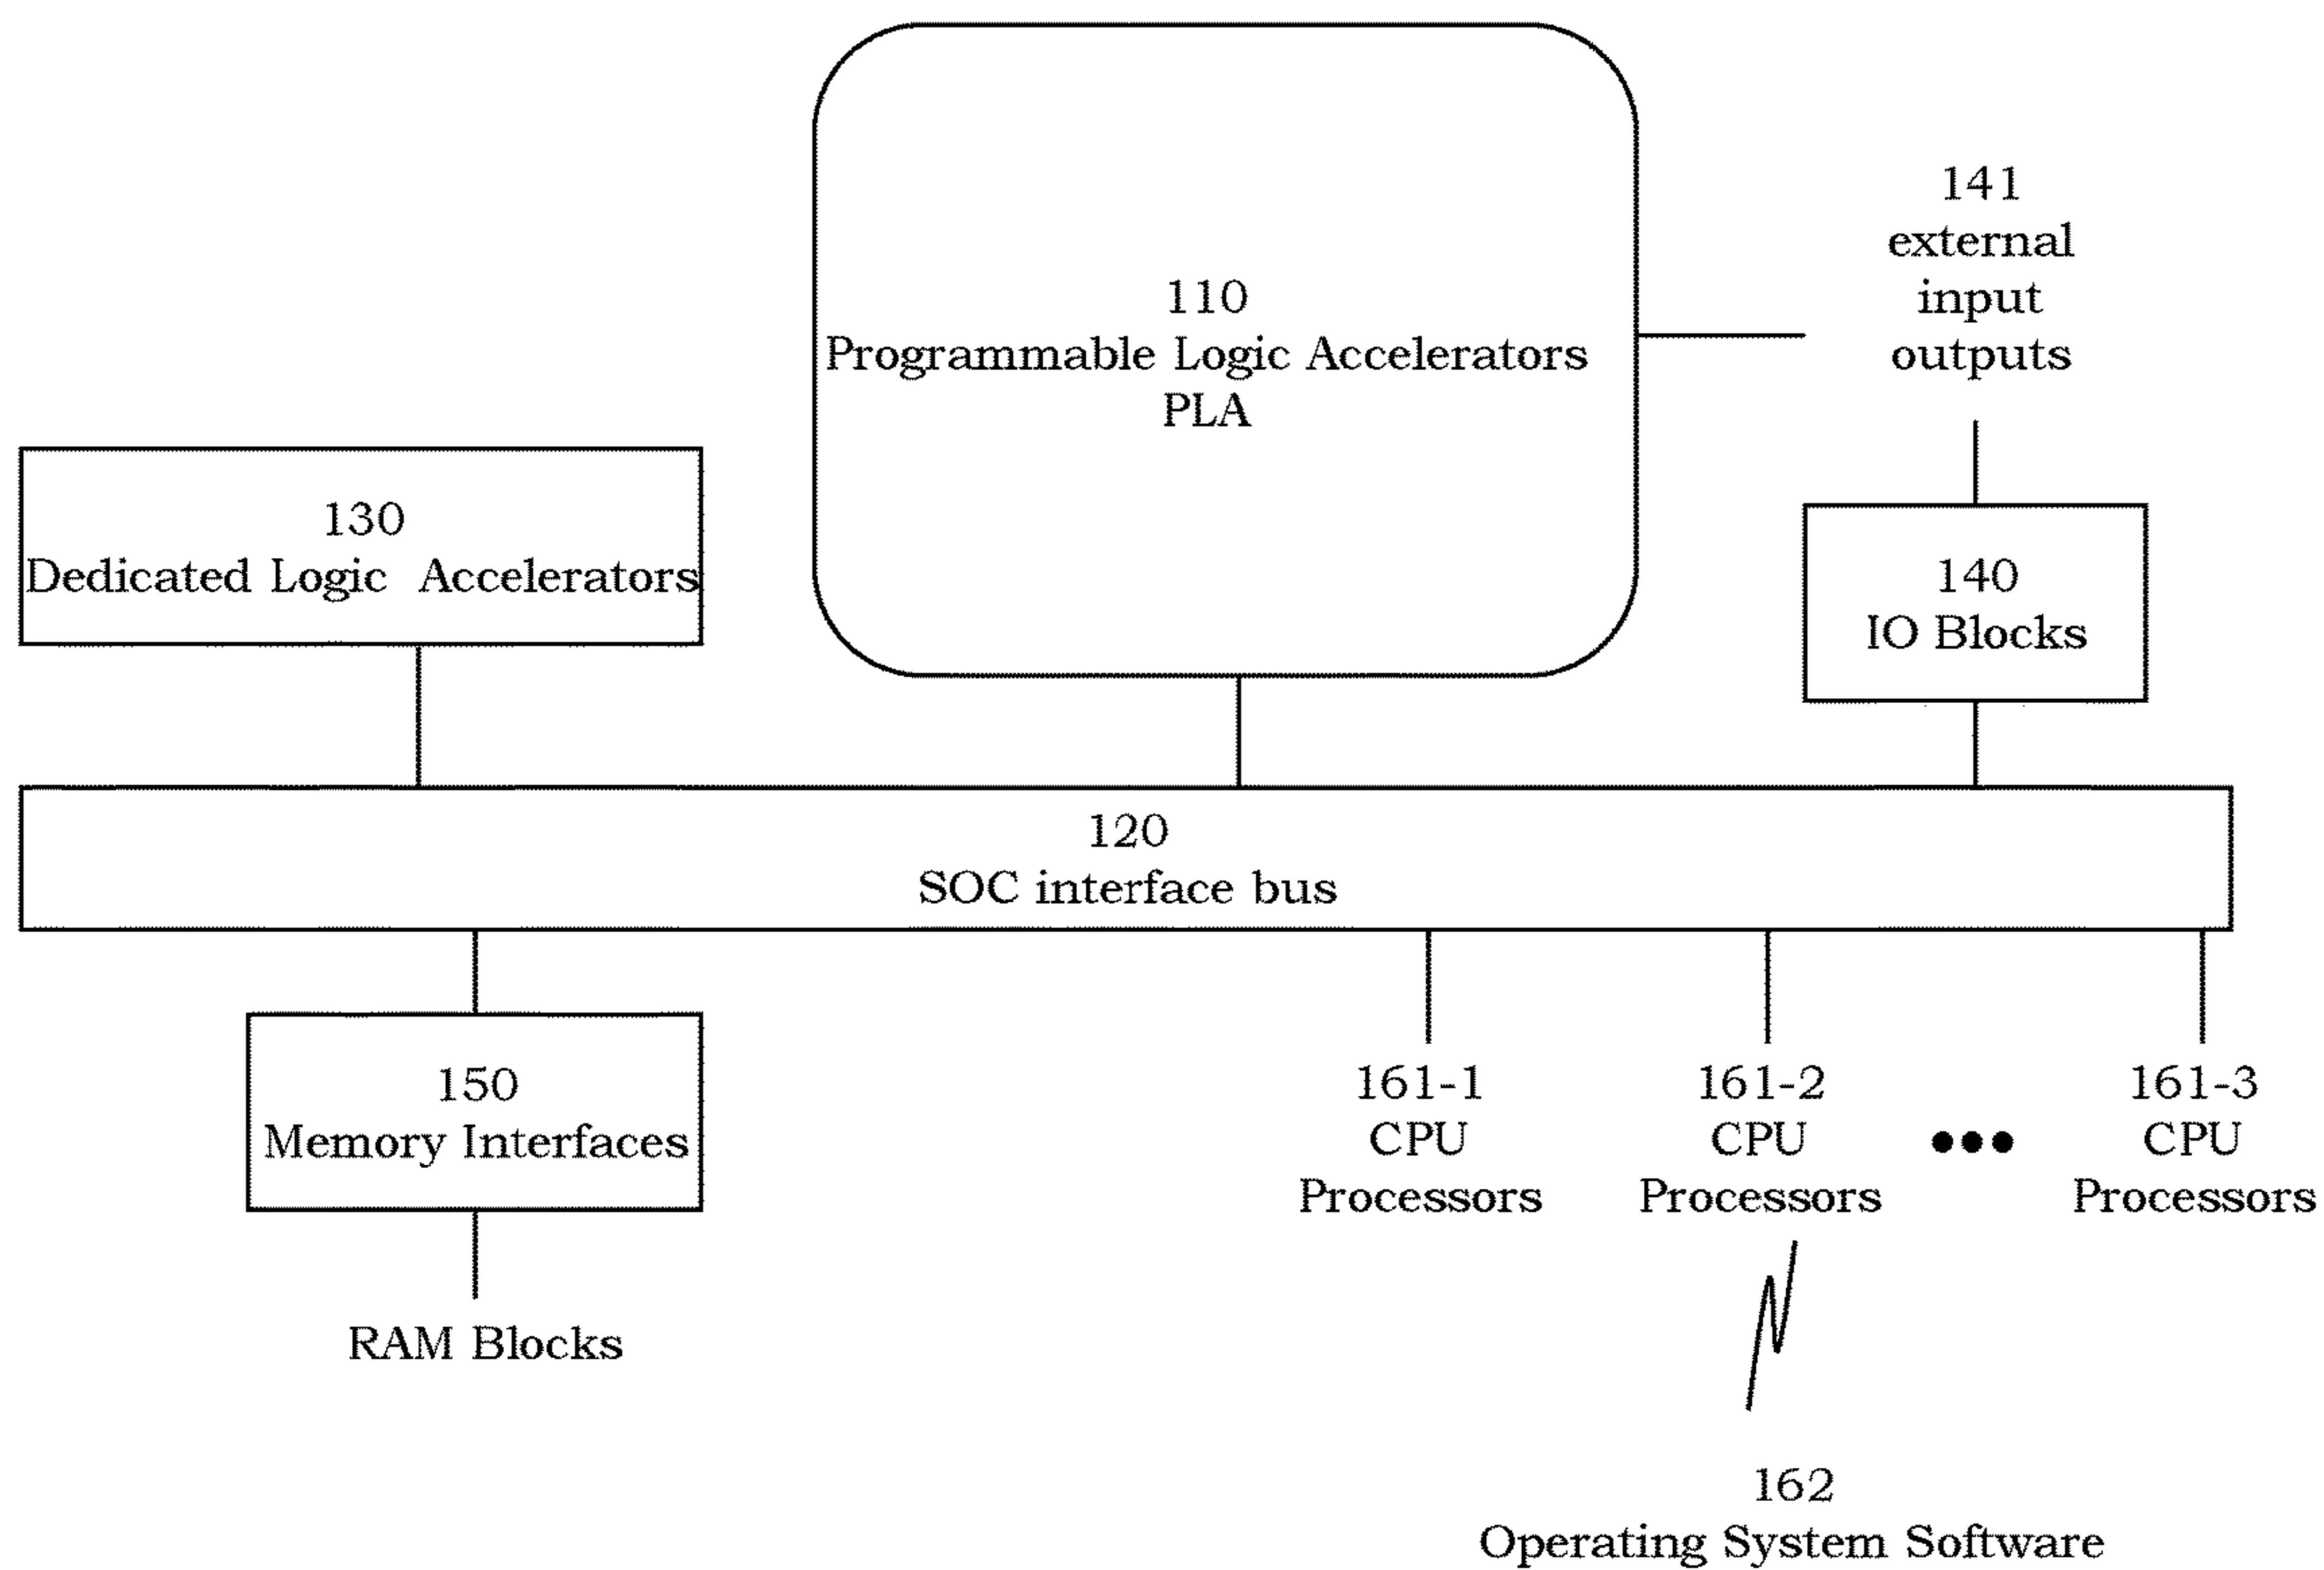 110
Programmable Logic Accelerators
PLA
141
external
input
outputs
130
Dedicated Logic Accelerators
140
IO Blocks
120
SOC interface bus
150
Memory Interfaces
RAM Blocks
161-1
CPU
Processors
161-2
CPU
Processors
161-3
CPU
Processors
162
Operating System Software